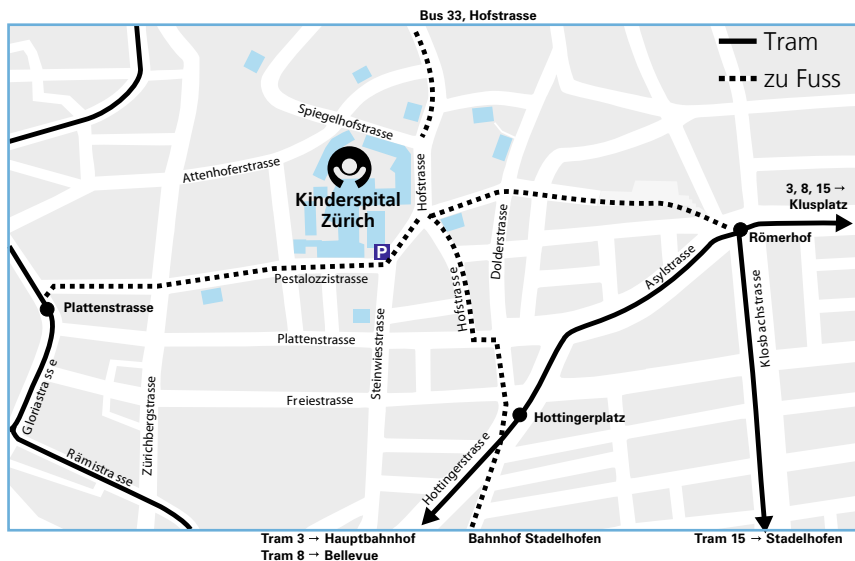 Bus 33, Hofstrasse
Tram
zu Fuss
Spiegelhofstrasse
Attenhoferstrasse
Hofstrasse
Kinderspital
Zürich
3, 8, 15 →
Klusplatz
Römerhof
P
Dolderstrasse
Asylstrasse
Pestalozzistrasse
Hofstrasse
Klosbachstrasse
Plattenstrasse
Plattenstrasse
Steinwiesstrasse
Gloriastrasse
Zürichbergstrasse
Freiestrasse
Hottingerplatz
Rämistrasse
Hottingerstrasse
Tram 3 → Hauptbahnhof
Tram 8 → Bellevue
Bahnhof Stadelhofen
Tram 15 → Stadelhofen